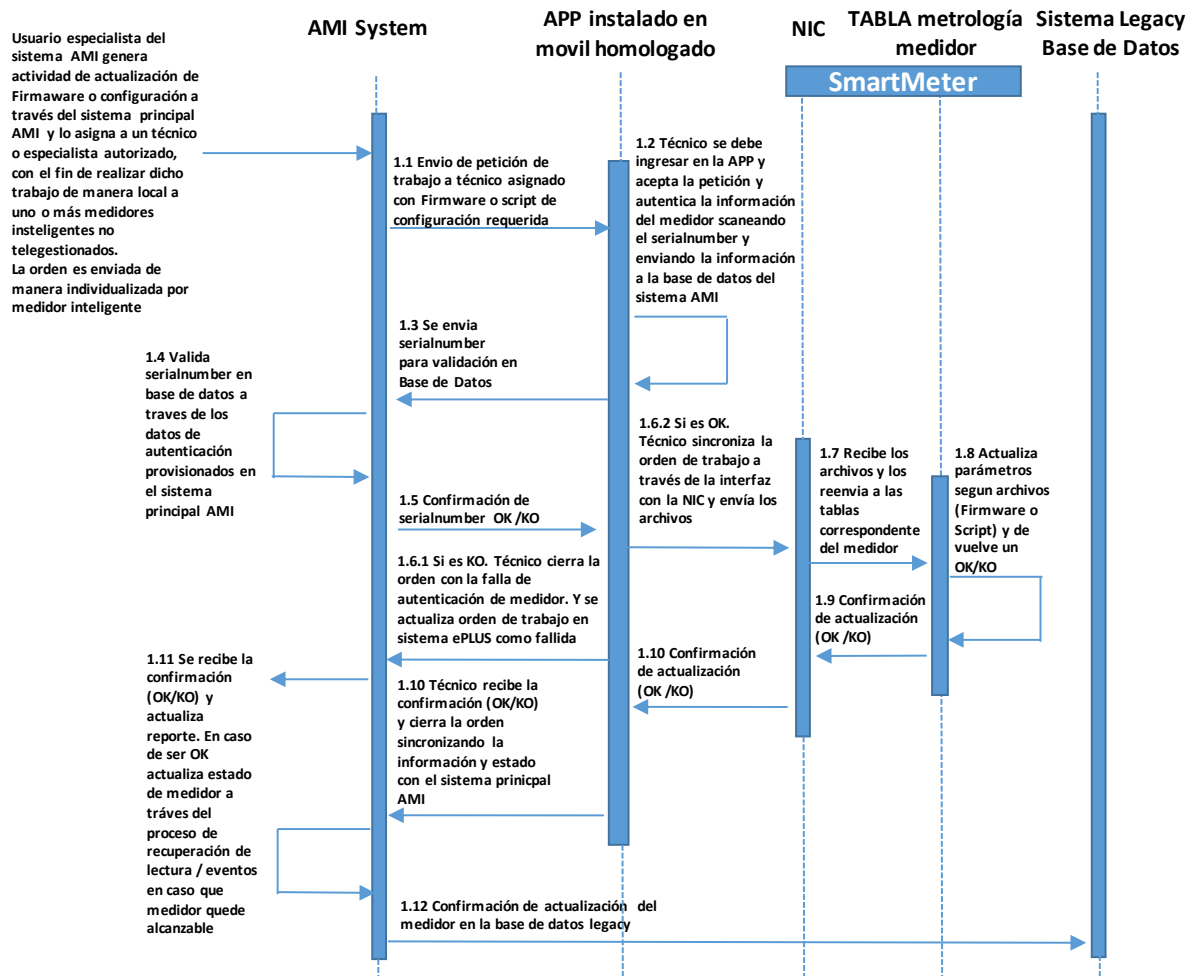 AMI System
APP instalado en
movil homologado
NIC
TABLA metrología
medidor
Sistema Legacy
Base de Datos
SmartMeter
Usuario especialista del
sistema AMI genera
actividad de actualización de
Firmaware o configuración a
través del sistema principal
AMI y lo asigna a un técnico
o especialista autorizado,
con el fin de realizar dicho
trabajo de manera local a
uno o más medidores
insteligentes no
telegestionados.
La orden es enviada de
manera individualizada por
medidor inteligente
1.1 Envio de petición de
trabajo a técnico asignado
con Firmware o script de
configuración requerida
1.2 Técnico se debe
ingresar en la APP y
acepta la petición y
autentica la información
del medidor scaneando
el serialnumber y
enviando la información
a la base de datos del
sistema AMI
1.3 Se envia
serialnumber
para validación en
Base de Datos
1.4 Valida
serialnumber en
base de datos a
traves de los
datos de
autenticación
provisionados en
el sistema
principal AMI
1.5 Confirmación de
serialnumber OK /KO
1.6.2 Si es OK.
Técnico sincroniza la
orden de trabajo a
través de la interfaz
con la NIC y envía los
archivos
1.7 Recibe los
archivos y los
reenvia a las
tablas
correspondente
del medidor
1.8 Actualiza
parámetros
segun archivos
(Firmware o
Script) y de
vuelve un
OK/KO
1.6.1 Si es KO. Técnico cierra la
orden con la falla de
autenticación de medidor. Y se
actualiza orden de trabajo en
sistema ePLUS como fallida
1.9 Confirmación
de actualización
(OK /KO)
1.10 Confirmación
de actualización
(OK /KO)
1.10 Técnico recibe la
confirmación (OK/KO)
y cierra la orden
sincronizando la
información y estado
con el sistema prinicpal
AMI
1.11 Se recibe la
confirmación
(OK/KO) y
actualiza
reporte. En caso
de ser OK
actualiza estado
de medidor a
tráves del
proceso de
recuperación de
lectura / eventos
en caso que
medidor quede
alcanzable
1.12 Confirmación de actualización del
medidor en la base de datos legacy